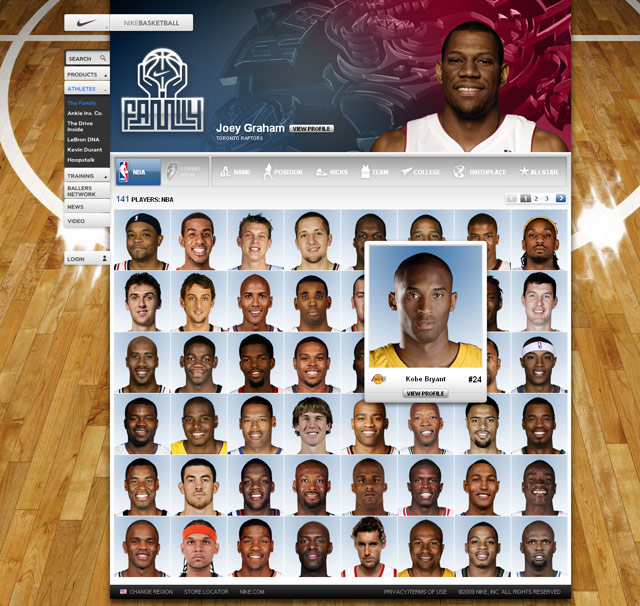 NIKEBASKETBALL
SEARCH
PRODUCTS
ATHLETES
The Family
Ankle Ins. Co.
The Drive
Inside
LeBron DNA
Kevin Durant
Hoopstalk
TRAINING
BALLERS
NETWORK
NEWS
VIDEO
LOGIN
FAMILY
Joey Graham VIEW PROFILE
TORONTO RAPTORS
NBA
COMING
SOON
NAME POSITION KICKS TEAM COLLEGE BIRTHPLACE ALL STAR
141 PLAYERS: NBA
1 2 3
Kobe Bryant #24
VIEW PROFILE
CHANGE REGION STORE LOCATOR NIKE.COM PRIVACY/TERMS OF USE ©2009 NIKE, INC. ALL RIGHTS RESERVED